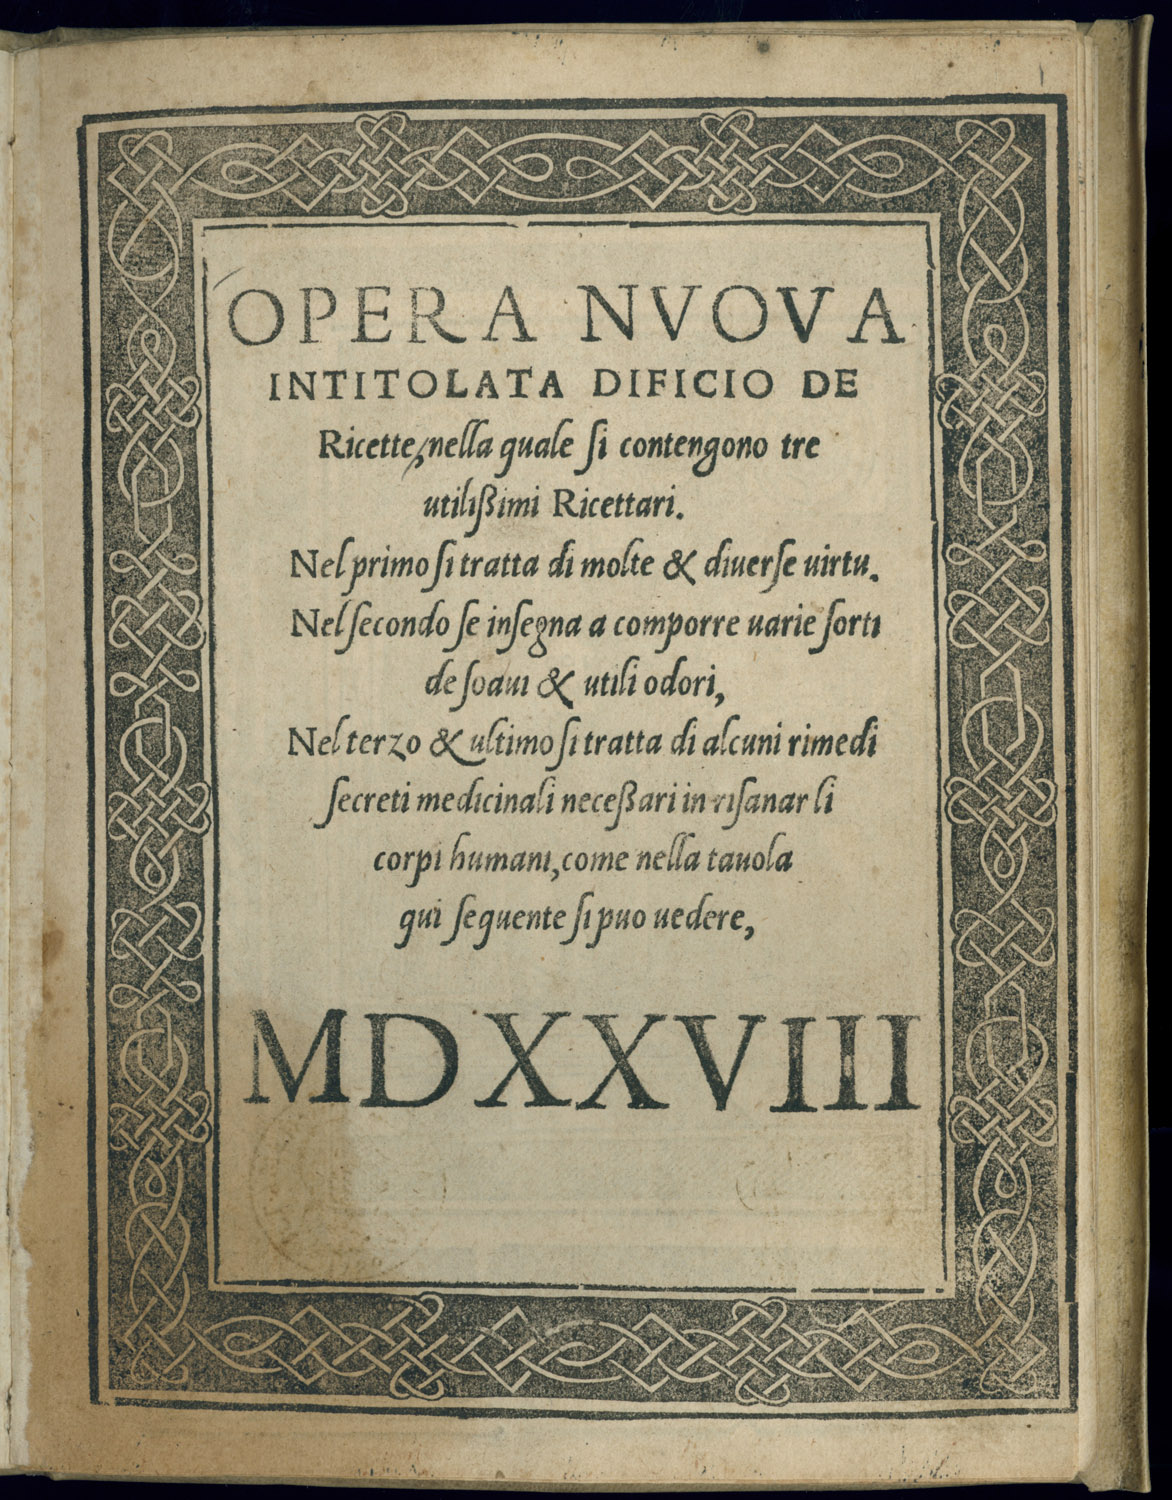 OPERA NVOVA
INTITOLATA DIFICIO DE
Ricette, nella quale si contengono tre
utilißimi Ricettari.
Nel primo si tratta di molte & diuerse uirtu.
Nel secondo se insegna a comporre uarie sorti
de soaui & utili odori,
Nel terzo & ultimo si tratta di alcuni rimedi
secreti medicinali neceßari in risanar li
corpi humani, come nella tauola
qui sequente si puo uedere,
MDXXVIII